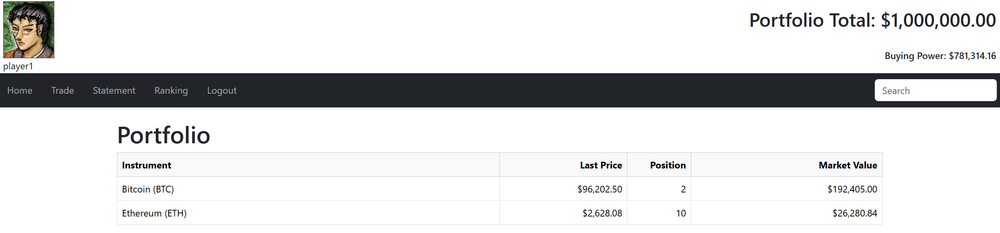 Portfolio Total: $1,000,000.00
Buying Power: $781,314.16
player1
Home Trade Statement Ranking Logout Search
Portfolio
Instrument Last Price Position Market Value
Bitcoin (BTC) $96,202.50 2 $192,405.00
Ethereum (ETH) $2,628.08 10 $26,280.84